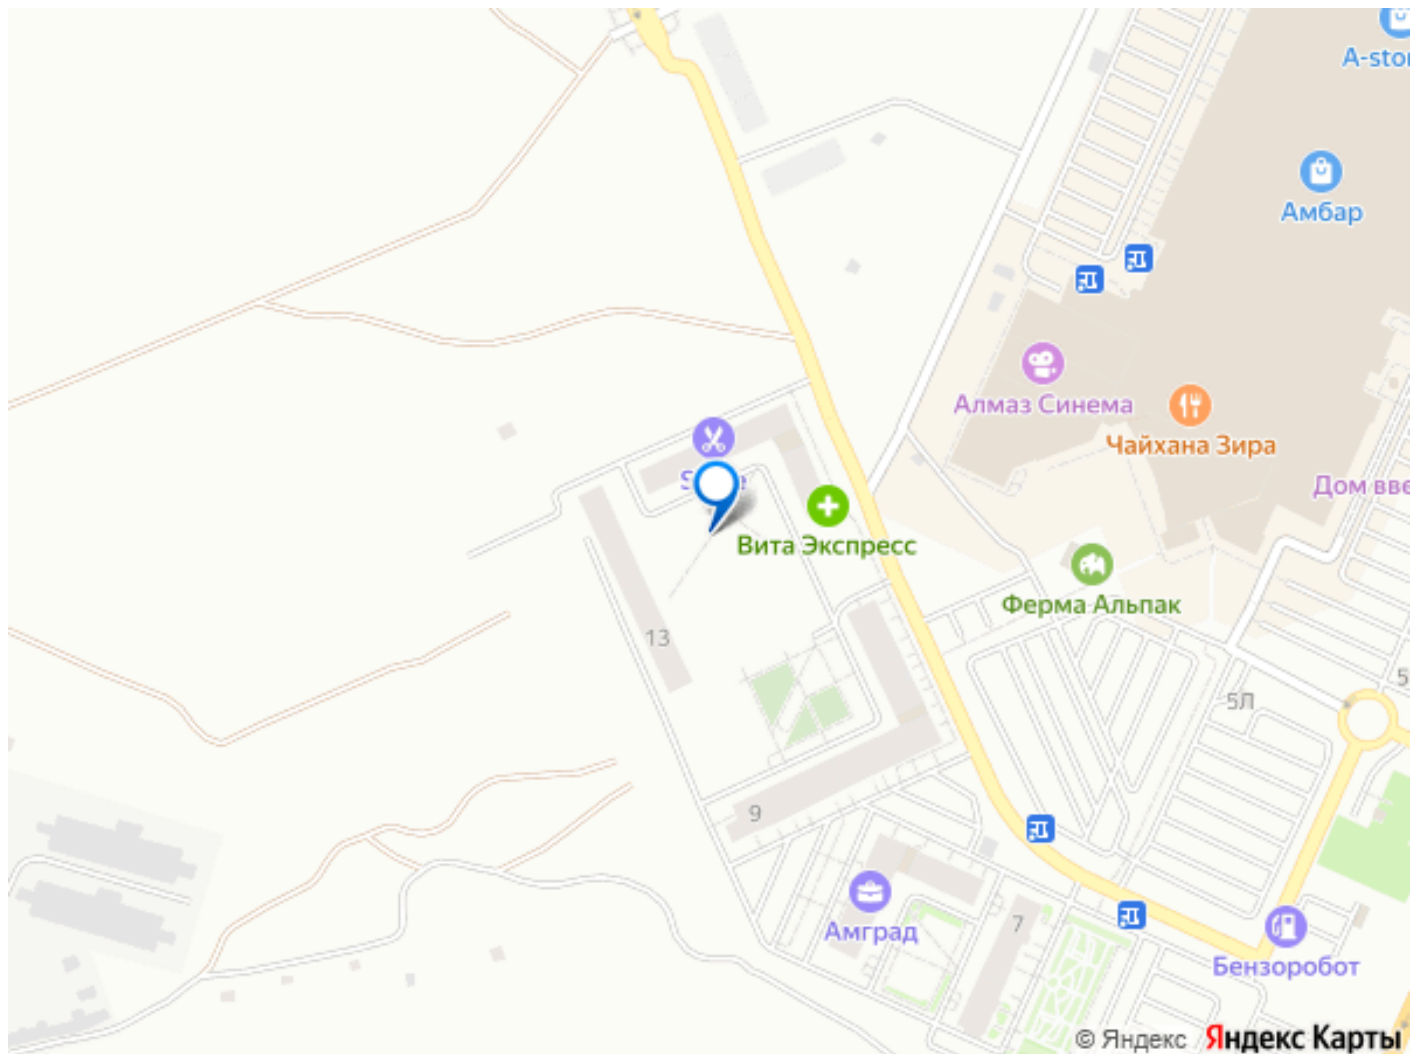 A-sto
Амбар
Алмаз Синема
Чайхана Зира
Дом вве
Вита Экспресс
Ферма Альпак
13
5
5Л
9
Амград
7
Бензоробот
© Яндекс Яндекс Карты